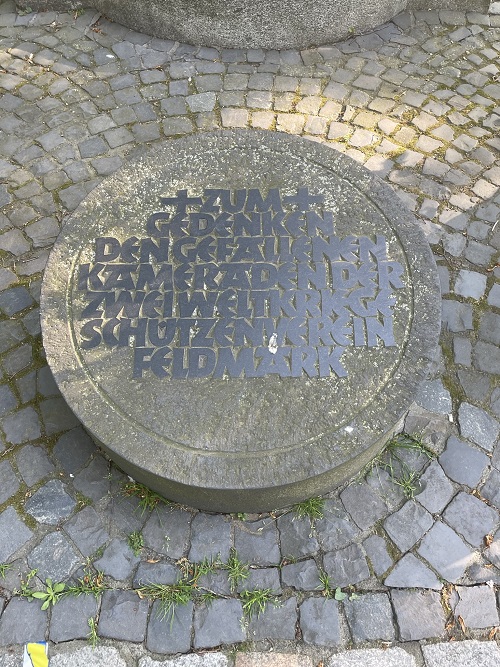 +ZUM+
GEDENKEN
DEN GEFALLENEN
KAMERADEN DER
ZWEI WELTKRIEGE
SCHÜTZENVEREIN
FELDMARK